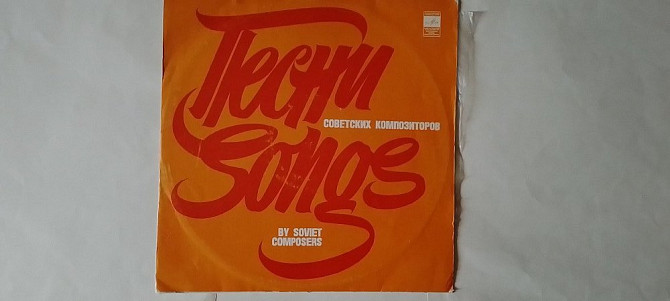 Песни
СОВЕТСКИХ КОМПОЗИТОРОВ
Songs
BY SOVIET
COMPOSERS